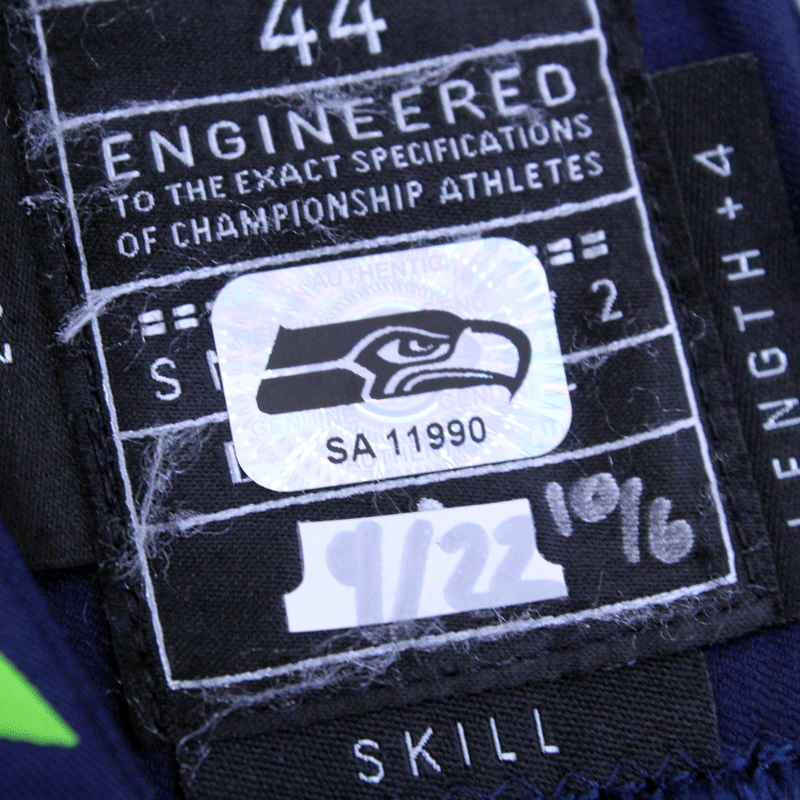 44
ENGINEERED
TO THE EXACT SPECIFICATIONS
OF CHAMPIONSHIP ATHLETES
S
2
AUTHENTIC
GENUINE
SA 11990
9/22
10/6
SKILL
LENGTH +4